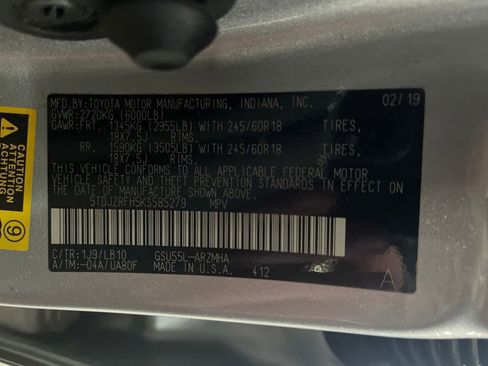 MFD.BY:TOYOTA MOTOR MANUFACTURING, INDIANA, INC. 02/19
GVWR:2720KG (6000LB)
GAWR:FRT. 1345KG (2955LB) WITH 245/60R18 TIRES,
18X7.5J RIMS.
RR. 1590KG (3505LB) WITH 245/60R18 TIRES,
18X7.5J RIMS.
THIS VEHICLE CONFORMS TO ALL APPLICABLE FEDERAL MOTOR
VEHICLE SAFETY AND THEFT PREVENTION STANDARDS IN EFFECT ON
THE DATE OF MANUFACTURE SHOWN ABOVE.
5TDJZRFH5KS585279 MPV
C/TR:1J9/LB10 GSU55L-ARZMHA
A/TM:-04A/UA80F MADE IN U.S.A. 412
A
9